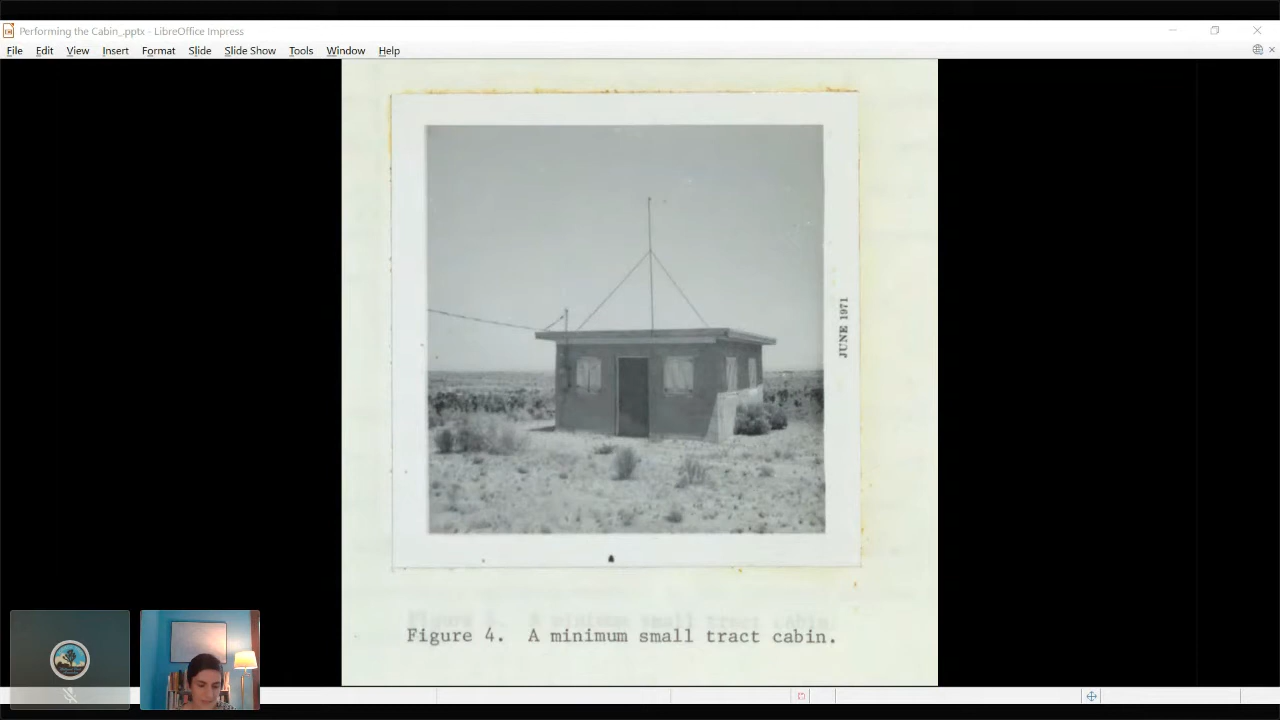 Performing the Cabin_.pptx - LibreOffice Impress
File Edit View Insert Format Slide Slide Show Tools Window Help
JUNE 1971
Figure 4. A minimum small tract cabin.